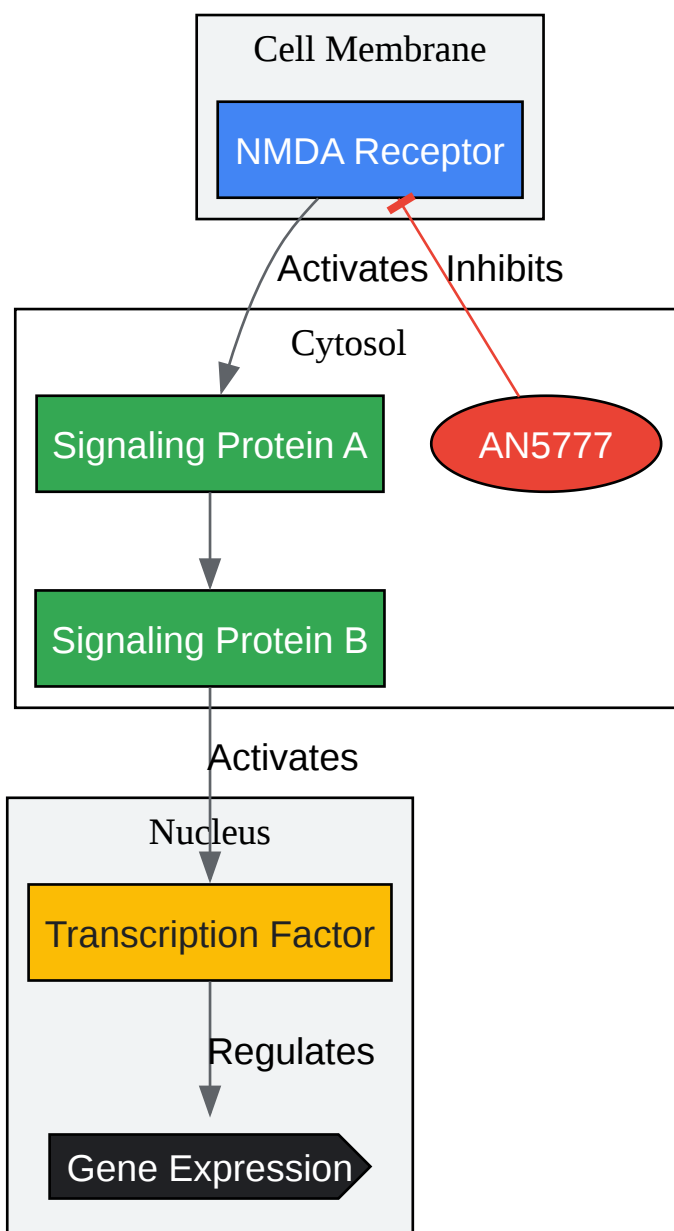 Cell Membrane
NMDA Receptor
Activates
Inhibits
Cytosol
Signaling Protein A
AN5777
Signaling Protein B
Activates
Nucleus
Transcription Factor
Regulates
Gene Expression